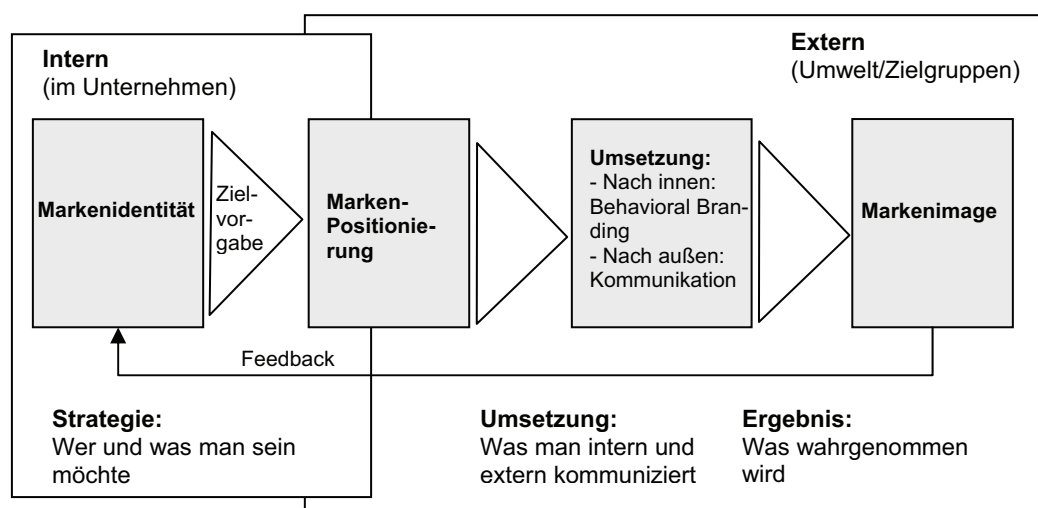 Intern
(im Unternehmen)
Extern
(Umwelt/Zielgruppen)
Markenidentität
Ziel-
vor-
gabe
Marken-
Positionie-
rung
Umsetzung:
- Nach innen:
Behavioral Bran-
ding
- Nach außen:
Kommunikation
Markenimage
Feedback
Strategie:
Wer und was man sein
möchte
Umsetzung:
Was man intern und
extern kommuniziert
Ergebnis:
Was wahrgenommen
wird